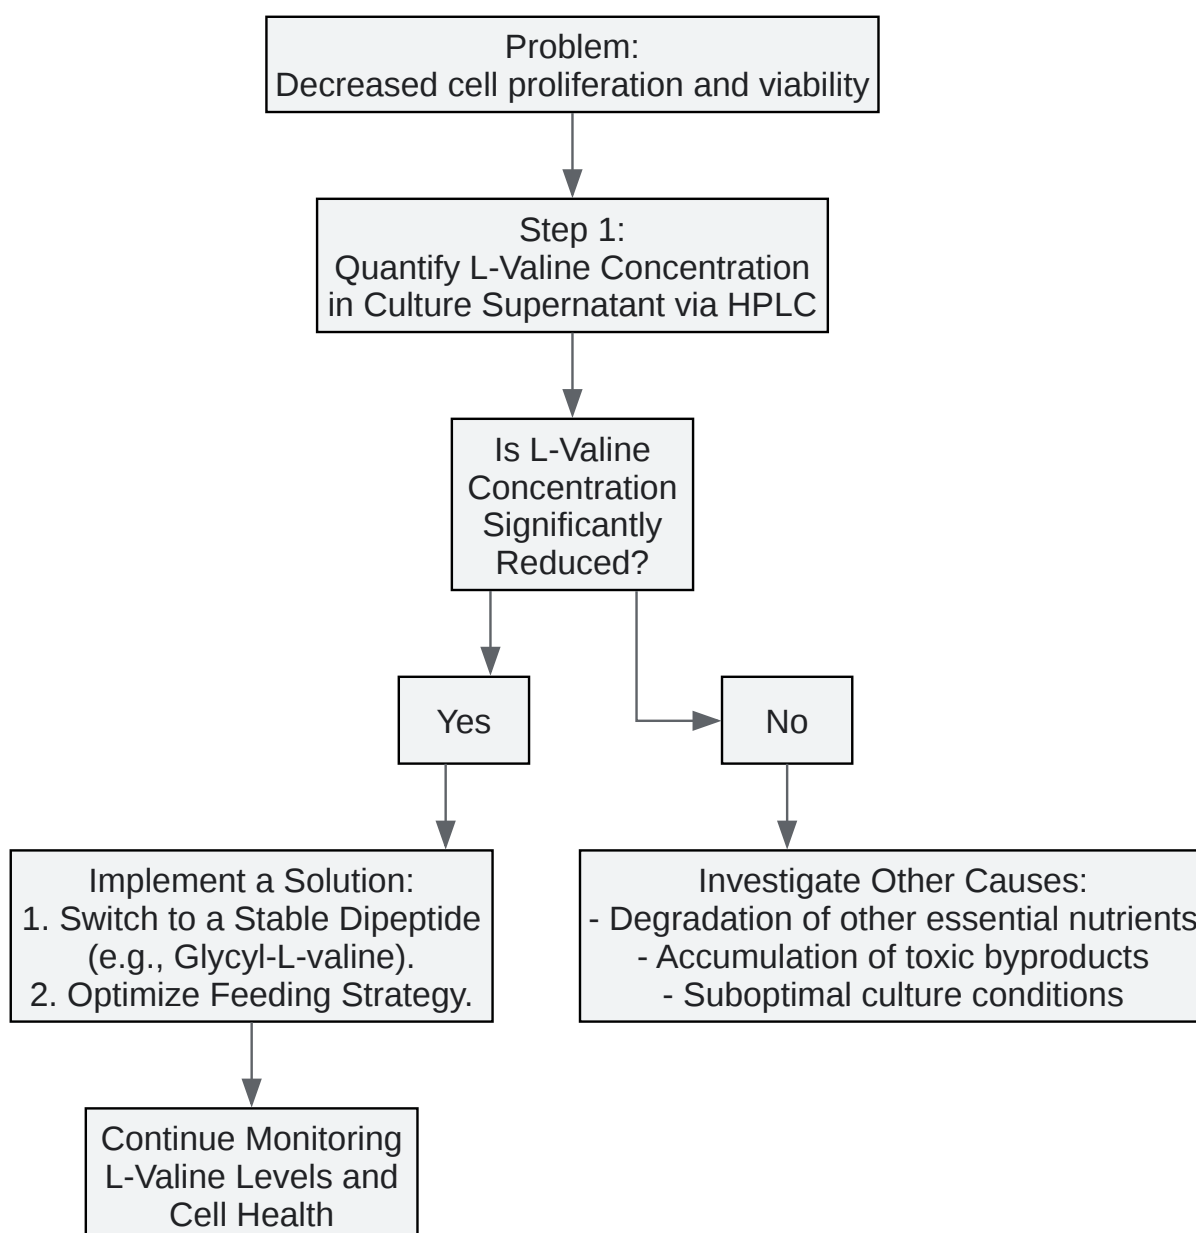 Problem:
Decreased cell proliferation and viability
Step 1:
Quantify L-Valine Concentration
in Culture Supernatant via HPLC
Is L-Valine
Concentration
Significantly
Reduced?
Yes
No
Implement a Solution:
1. Switch to a Stable Dipeptide
(e.g., Glycyl-L-valine).
2. Optimize Feeding Strategy.
Investigate Other Causes:
- Degradation of other essential nutrients
- Accumulation of toxic byproducts
- Suboptimal culture conditions
Continue Monitoring
L-Valine Levels and
Cell Health